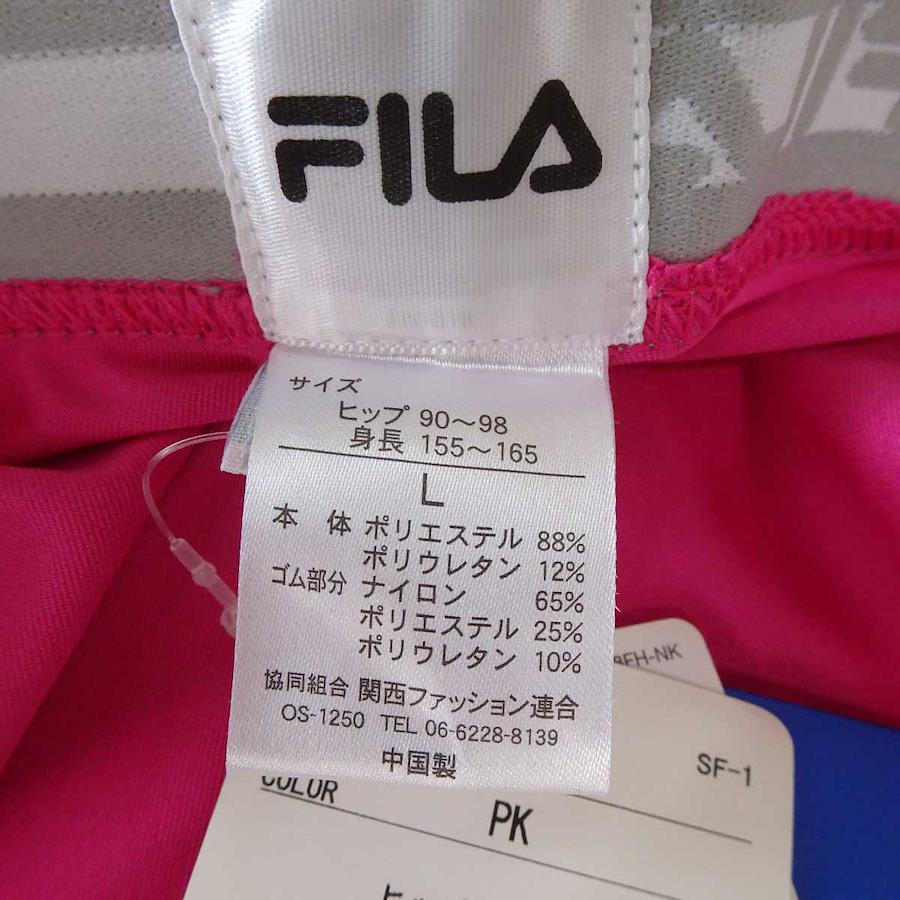 FILA
サイズ
ヒップ 90～98
身長 155～165
L
本 体 ポリエステル 88%
ポリウレタン 12%
ゴム部分 ナイロン 65%
ポリエステル 25%
ポリウレタン 10%
協同組合 関西ファッション連合
OS-1250 TEL 06-6228-8139
中国製
SF-1
COLOR
PK